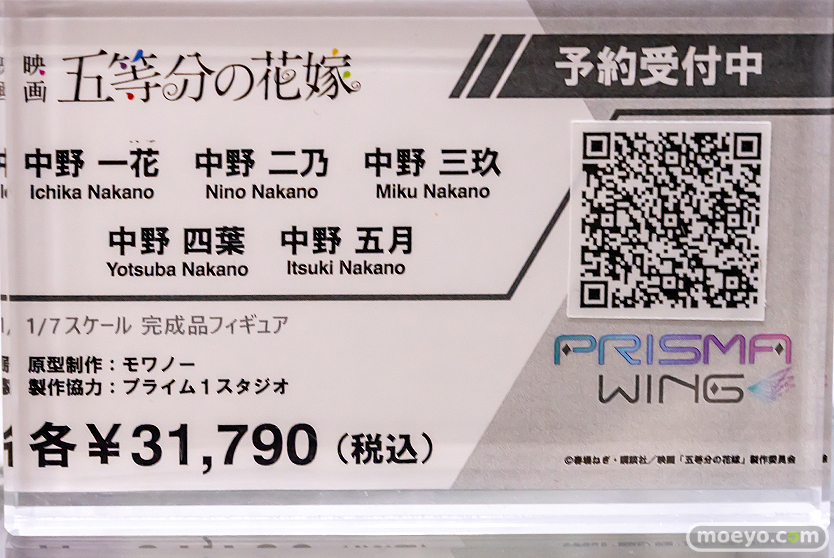 映画 五等分の花嫁
予約受付中
中野 一花 中野 二乃 中野 三玖
Ichika Nakano Nino Nakano Miku Nakano
中野 四葉 中野 五月
Yotsuba Nakano Itsuki Nakano
1/7スケール 完成品フィギュア
原型制作：モワノー
製作協力：プライム1スタジオ
各￥31,790（税込）
PRISMA
WING
©春場ねぎ・講談社／映画「五等分の花嫁」製作委員会
moeyo.com